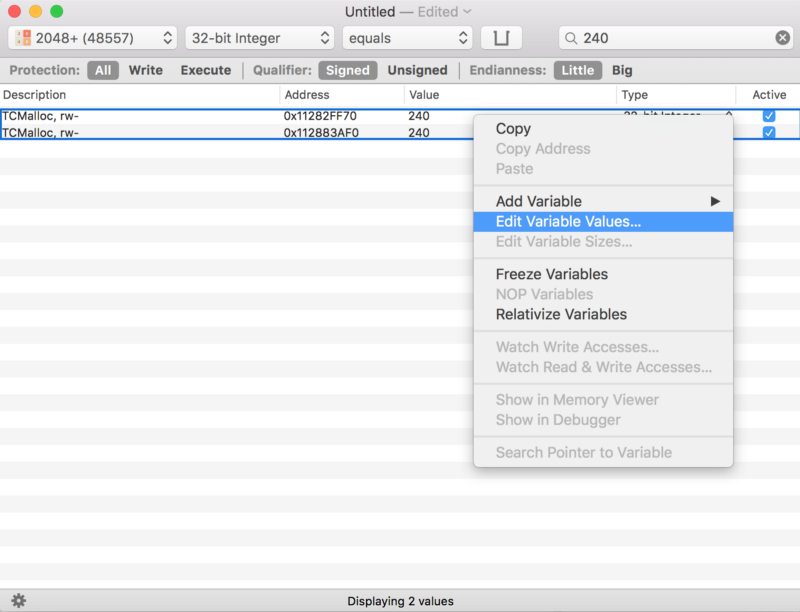 Untitled — Edited
2048+ (48557) 32-bit Integer equals 240
Protection: All Write Execute Qualifier: Signed Unsigned Endianness: Little Big
Description Address Value Type Active
TCMalloc, rw- 0x11282FF70 240 32-bit Integer
TCMalloc, rw- 0x112883AF0 240
Copy
Copy Address
Paste
Add Variable
Edit Variable Values...
Edit Variable Sizes...
Freeze Variables
NOP Variables
Relativize Variables
Watch Write Accesses...
Watch Read & Write Accesses...
Show in Memory Viewer
Show in Debugger
Search Pointer to Variable
Displaying 2 values